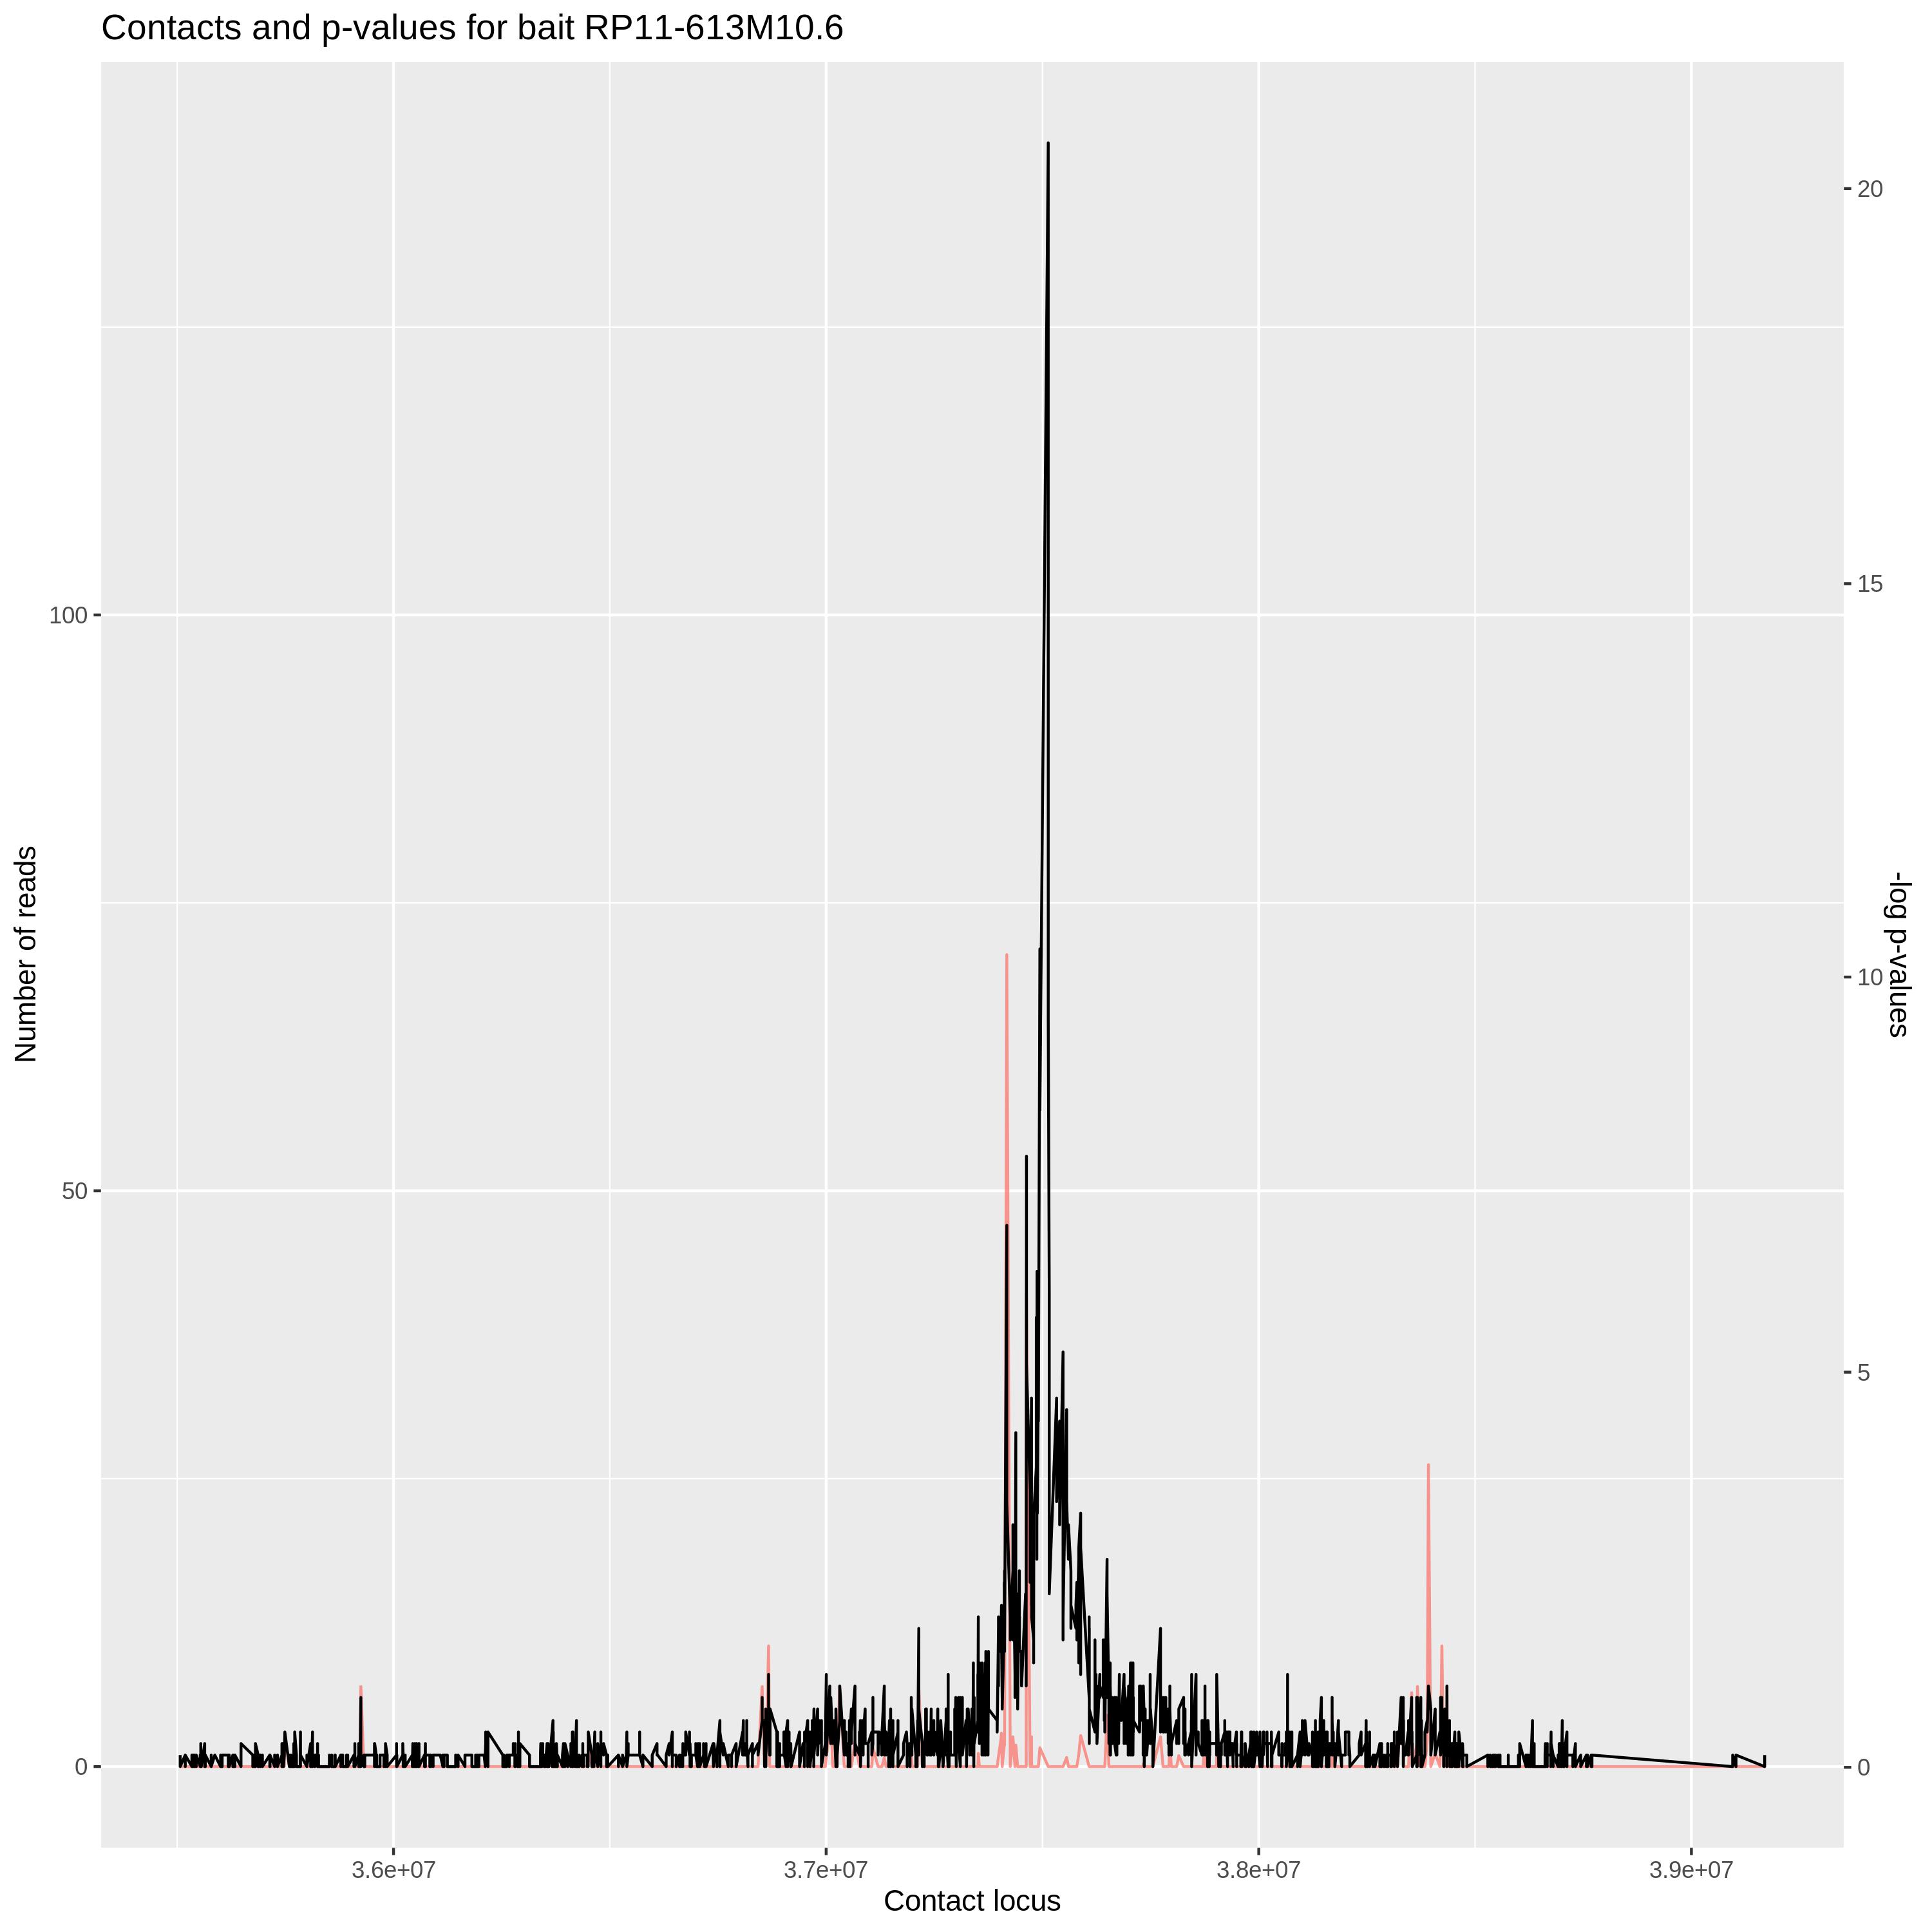 Contacts and p-values for bait RP11-613M10.6
Number of reads
100
50
0
20
15
10
5
0
-log p-values
3.6e+07
3.7e+07
3.8e+07
3.9e+07
Contact locus